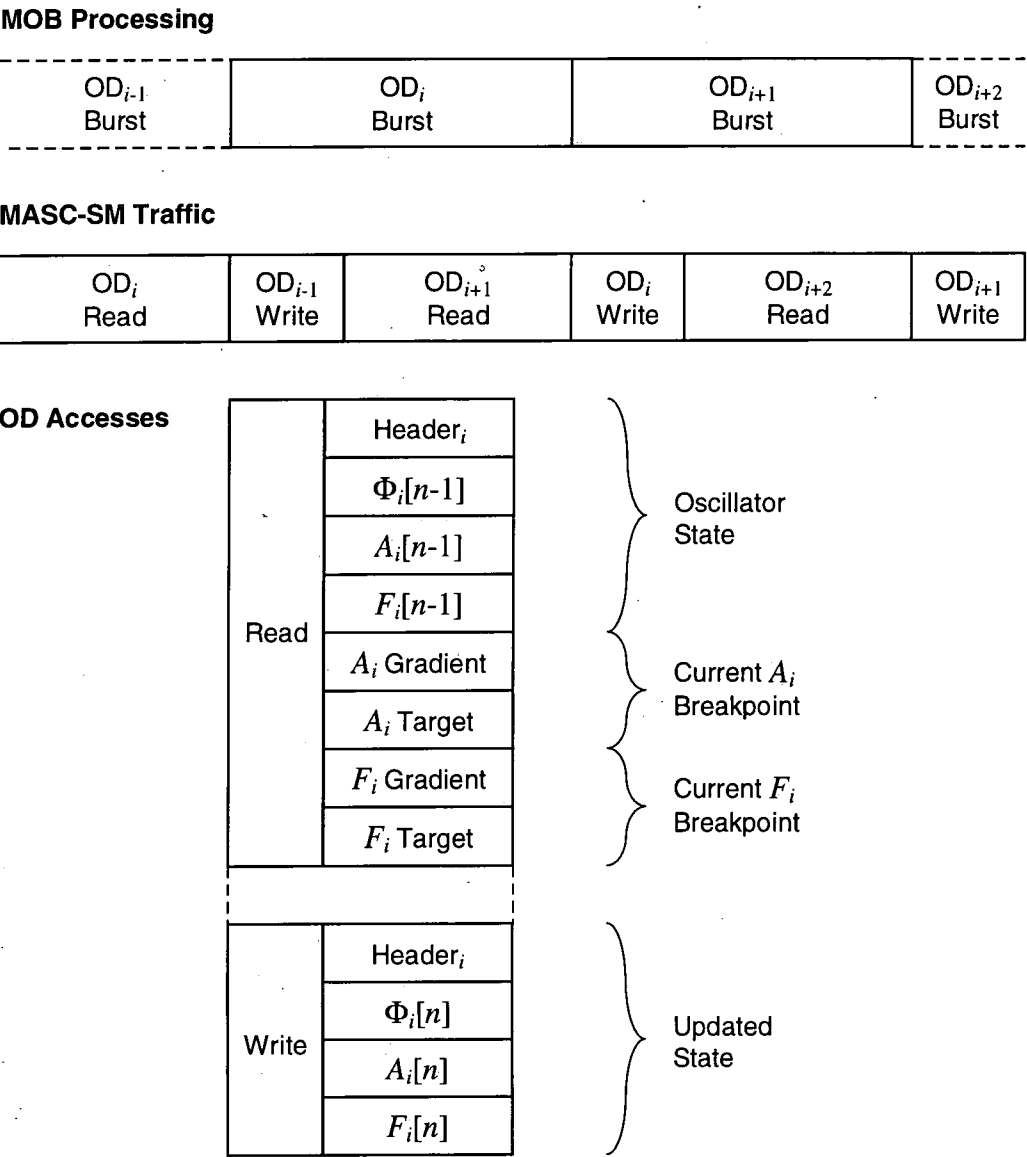 MOB Processing
OD_{i-1} OD_i OD_{i+1} OD_{i+2}
Burst Burst Burst Burst
MASC-SM Traffic
OD_i OD_{i-1} OD_{i+1} OD_i OD_{i+2} OD_{i+1}
Read Write Read Write Read Write
OD Accesses
Header_i
Φ_i[n-1]
Oscillator
State
A_i[n-1]
F_i[n-1]
Read
A_i Gradient
Current A_i
Breakpoint
A_i Target
F_i Gradient
Current F_i
Breakpoint
F_i Target
Header_i
Φ_i[n]
Write
Updated
State
A_i[n]
F_i[n]